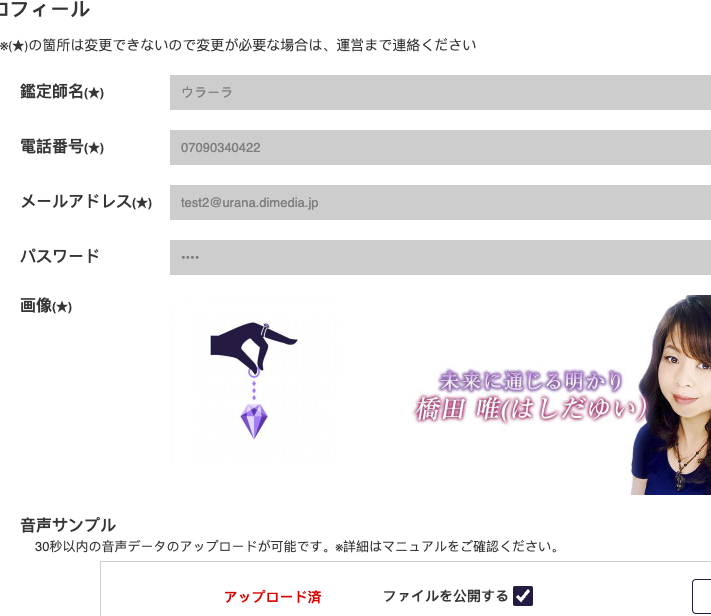 ロフィール
※(★)の箇所は変更できないので変更が必要な場合は、運営まで連絡ください
鑑定師名(★)
ウラーラ
電話番号(★)
07090340422
メールアドレス(★)
test2@urana.dimedia.jp
パスワード
••••
画像(★)
未来に通じる明かり
橋田 唯(はしだゆい)
音声サンプル
30秒以内の音声データのアップロードが可能です。※詳細はマニュアルをご確認ください。
アップロード済
ファイルを公開する